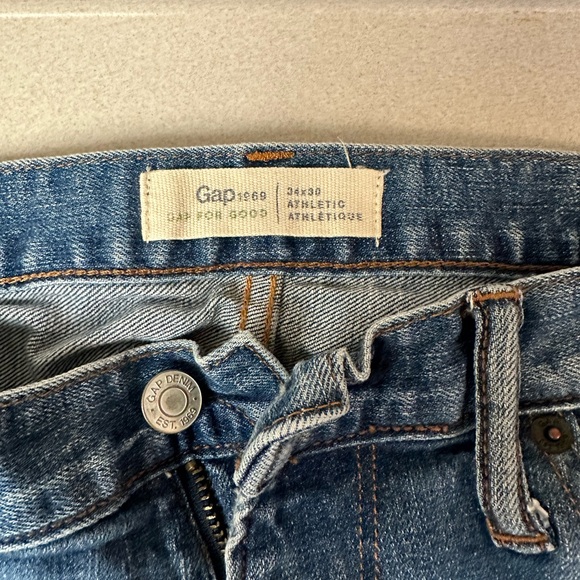 Gap1969
GAP FOR GOOD
34x30
ATHLETIC
ATHLÉTIQUE
GAP DENIM
EST. 1969